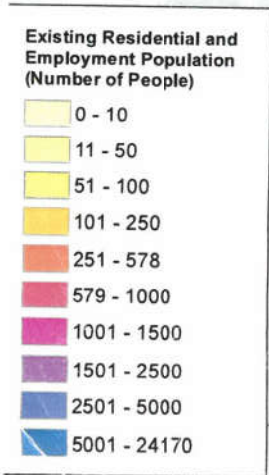 Existing Residential and
Employment Population
(Number of People)
0 - 10
11 - 50
51 - 100
101 - 250
251 - 578
579 - 1000
1001 - 1500
1501 - 2500
2501 - 5000
5001 - 24170